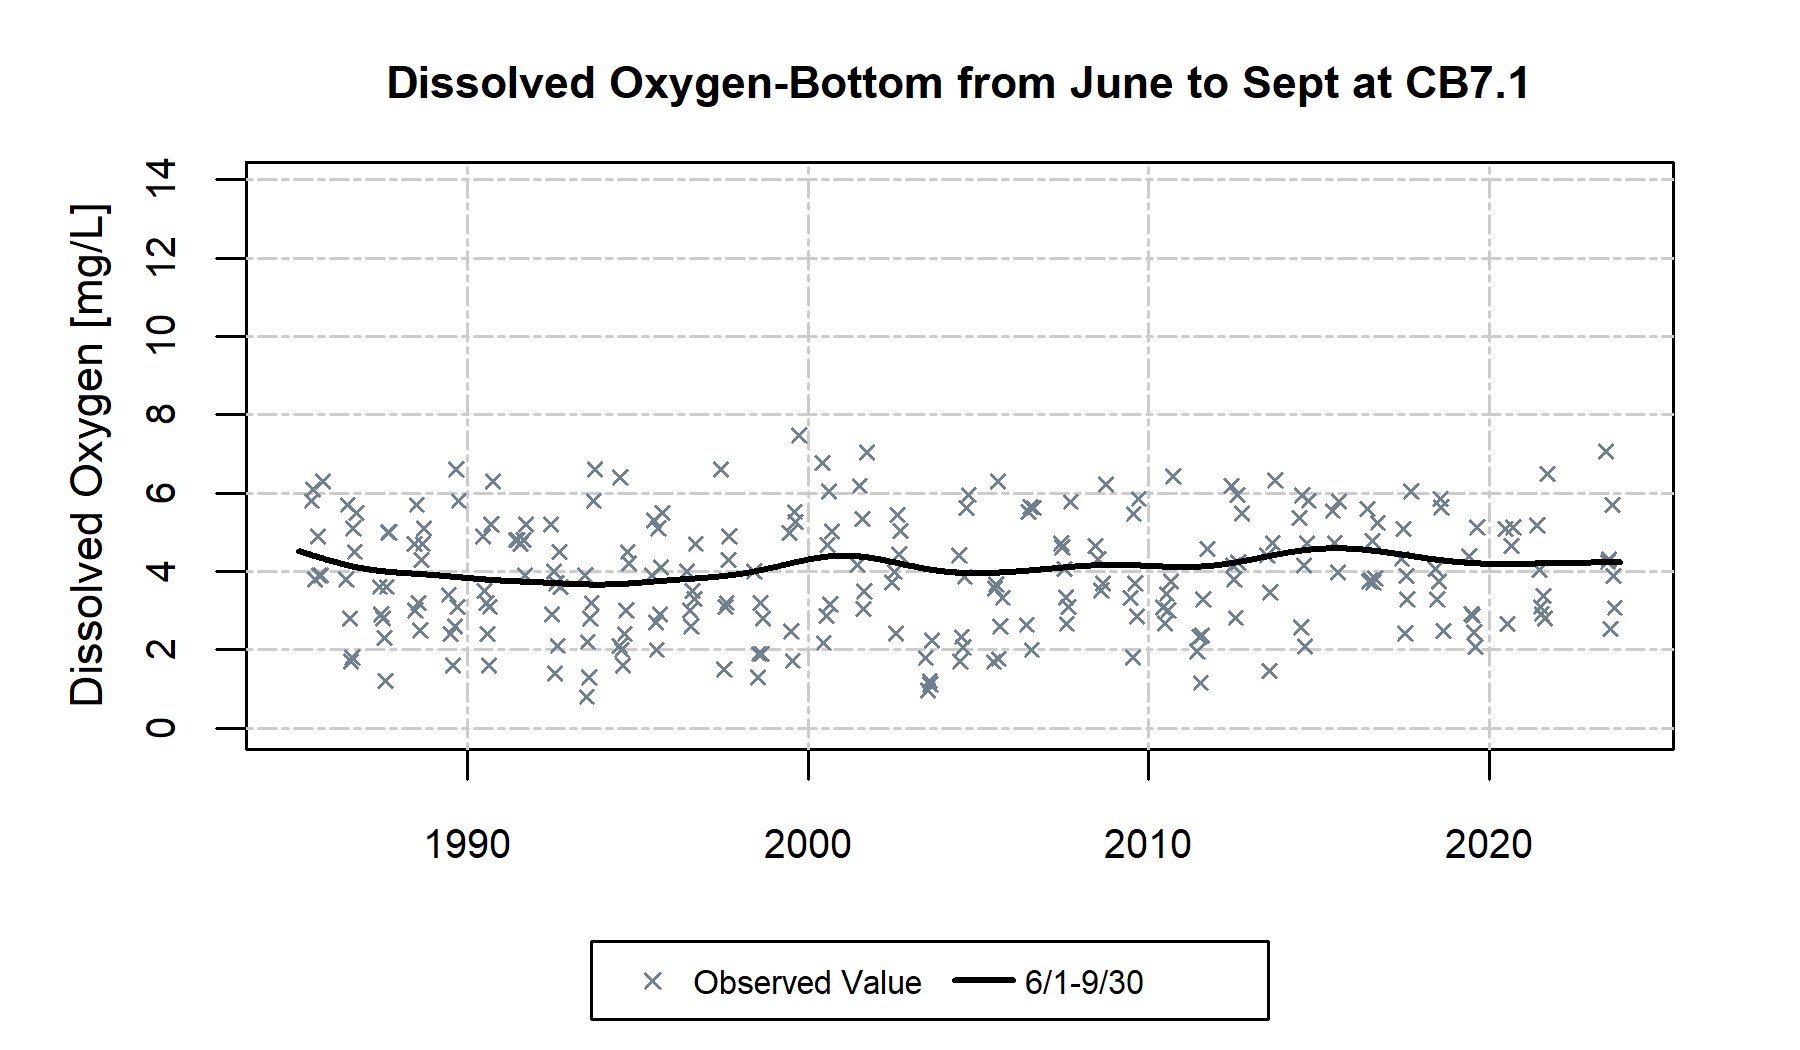 Dissolved Oxygen-Bottom from June to Sept at CB7.1
Dissolved Oxygen [mg/L]
14
12
10
8
6
4
2
0
1990 2000 2010 2020
Observed Value 6/1-9/30